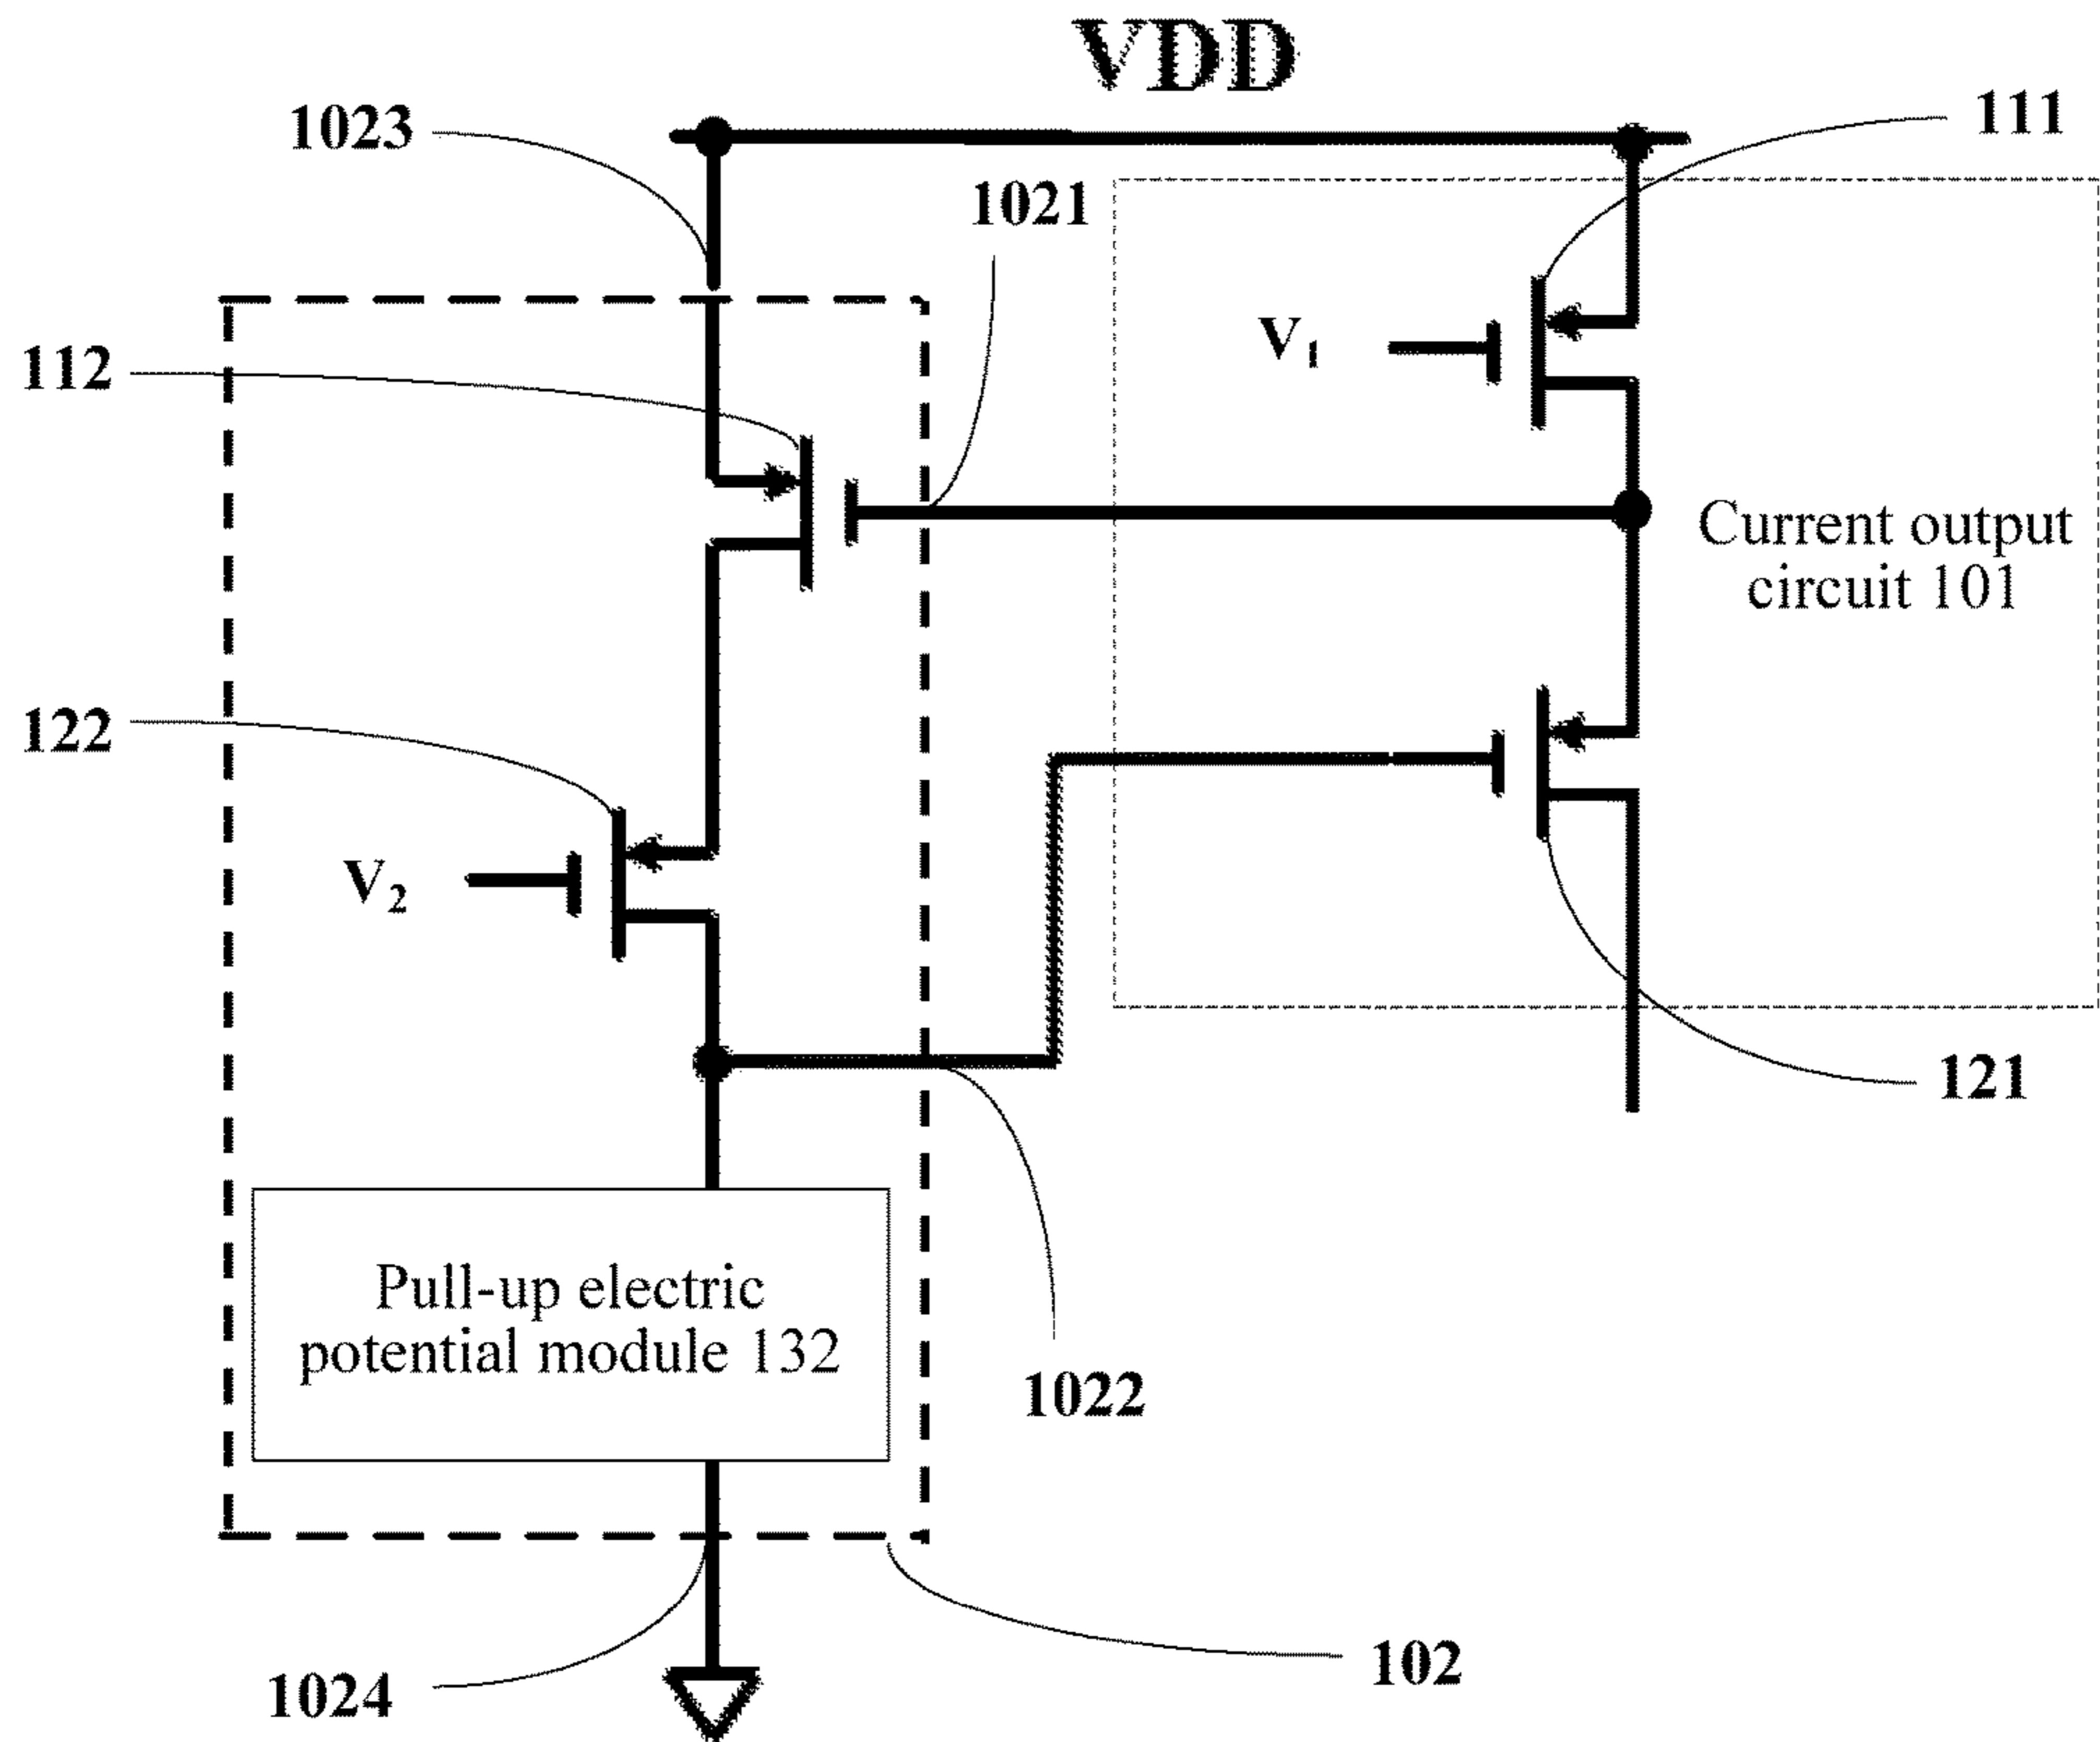 VDD
1023
111
1021
V₁
112
Current output
circuit 101
122
V₂
121
Pull-up electric
potential module 132
1022
102
1024